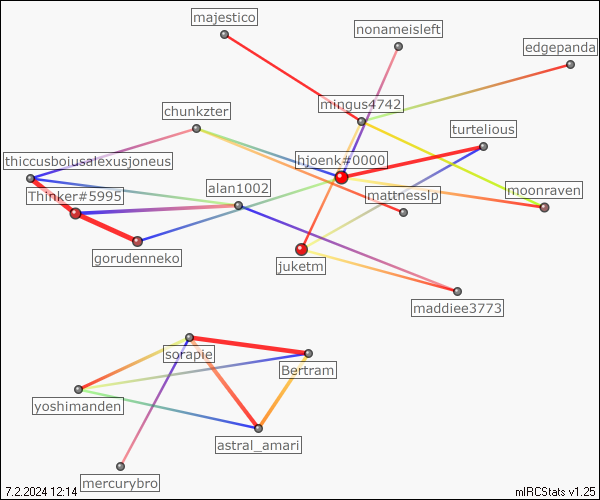 majestico
nonameisleft
edgepanda
mingus4742
chunkzter
turtelious
thiccusboiusalexusjoneus
hjoenk#0000
alan1002
Thinker#5995
mattnesslp
moonraven
gorudenneko
juketm
maddiee3773
sorapie
Bertram
yoshimanden
astral_amari
mercurybro
7.2.2024 12:14
mIRCStats v1.25